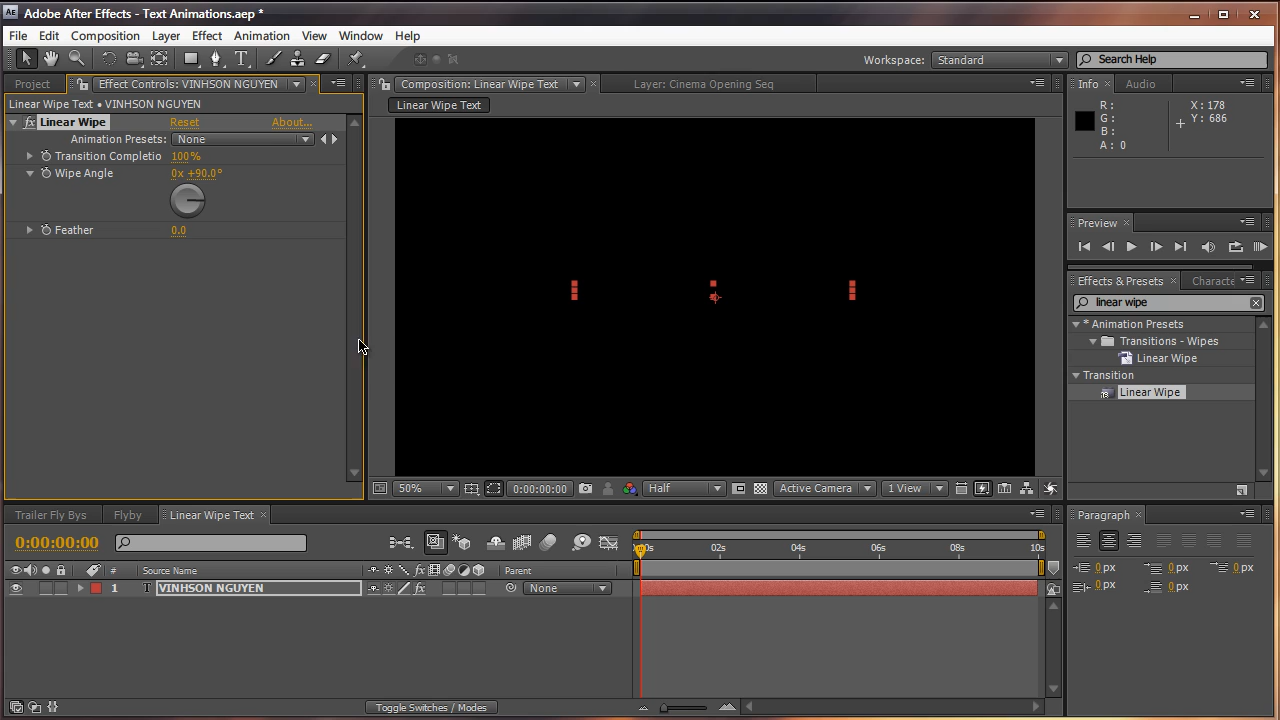 AE Adobe After Effects - Text Animations.aep *
File Edit Composition Layer Effect Animation View Window Help
Workspace: Standard Search Help
Project Effect Controls: VINHSON NGUYEN
Composition: Linear Wipe Text Layer: Cinema Opening Seq
Info Audio
Linear Wipe Text • VINHSON NGUYEN
Linear Wipe Text
fx Linear Wipe Reset About...
Animation Presets: None
Transition Completio 100%
Wipe Angle 0x +90.0°
Feather 0.0
R: X: 178
G: Y: 686
B:
A: 0
Preview
Effects & Presets Characte
linear wipe
* Animation Presets
Transitions - Wipes
Linear Wipe
Transition
Linear Wipe
50% 0:00:00:00 Half Active Camera 1 View
Trailer Fly Bys Flyby Linear Wipe Text
Paragraph
0:00:00:00
02s 04s 06s 08s 10s
# Source Name Parent
1 T VINHSON NGUYEN None
0 px 0 px 0 px
0 px 0 px
Toggle Switches / Modes